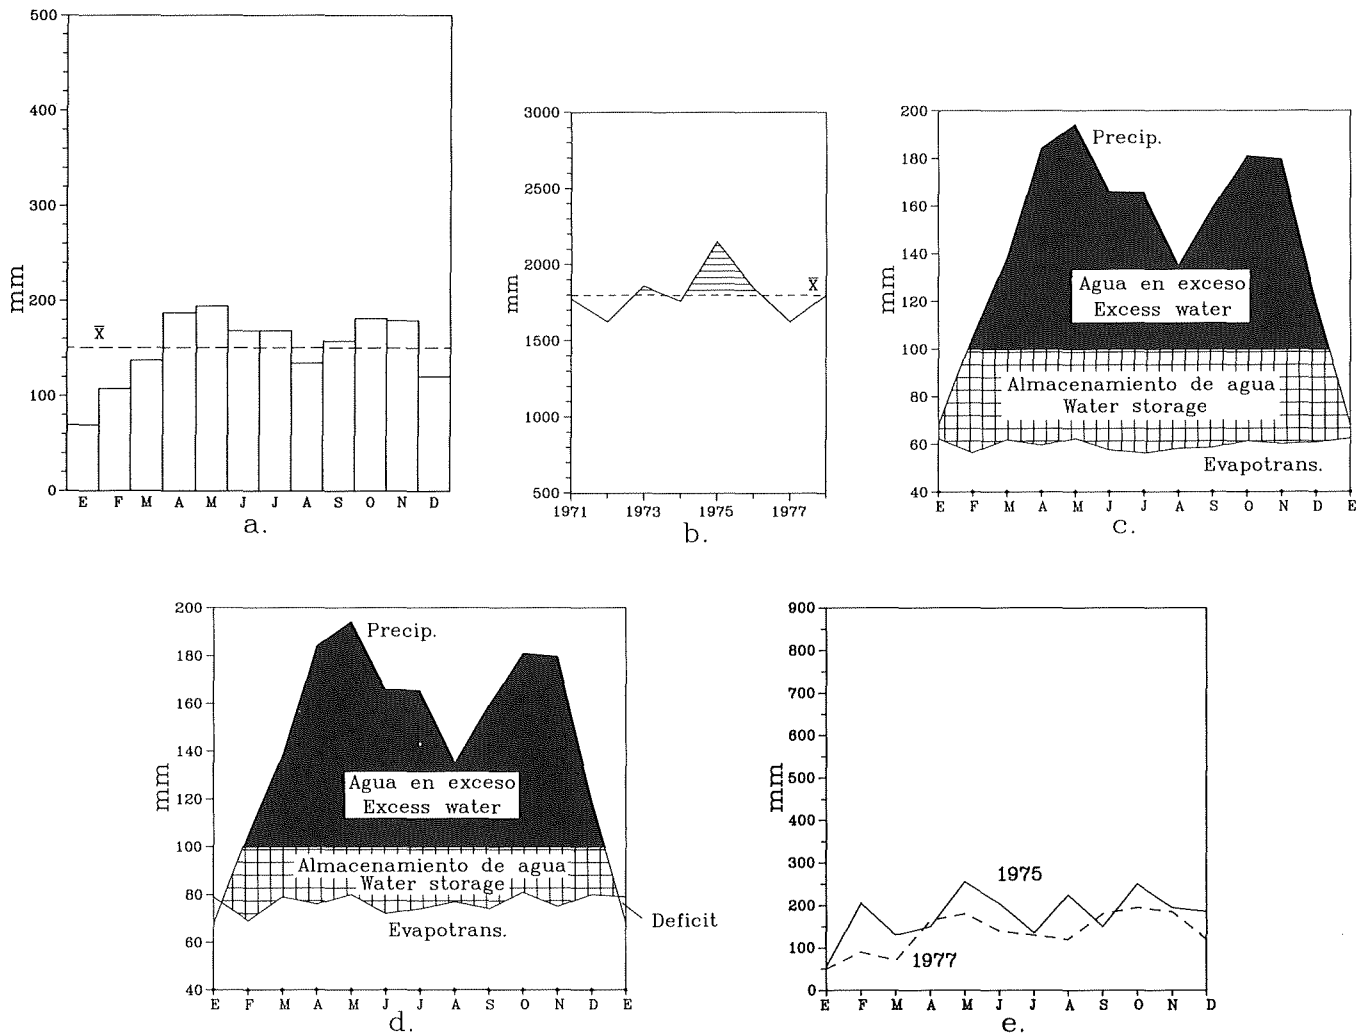 500
400
300
200
100
0
mm
X̄
E F M A M J J A S O N D
a.
3000
2500
2000
1500
1000
500
mm
X̄
1971 1973 1975 1977
b.
200
180
160
140
120
100
80
60
40
mm
Precip.
Agua en exceso
Excess water
Almacenamiento de agua
Water storage
Evapotrans.
E F M A M J J A S O N D E
c.
200
180
160
140
120
100
80
60
40
mm
Precip.
Agua en exceso
Excess water
Almacenamiento de agua
Water storage
Evapotrans.
Deficit
E F M A M J J A S O N D E
d.
900
800
700
600
500
400
300
200
100
0
mm
1975
1977
E F M A M J J A S O N D
e.